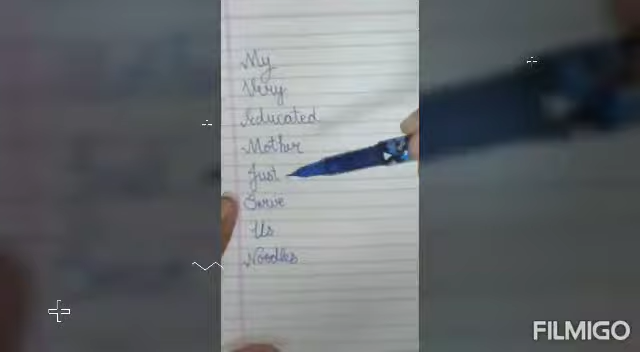 My
Very
Educated
Mother
Just
Serve
Us
Noodles
FILMIGO